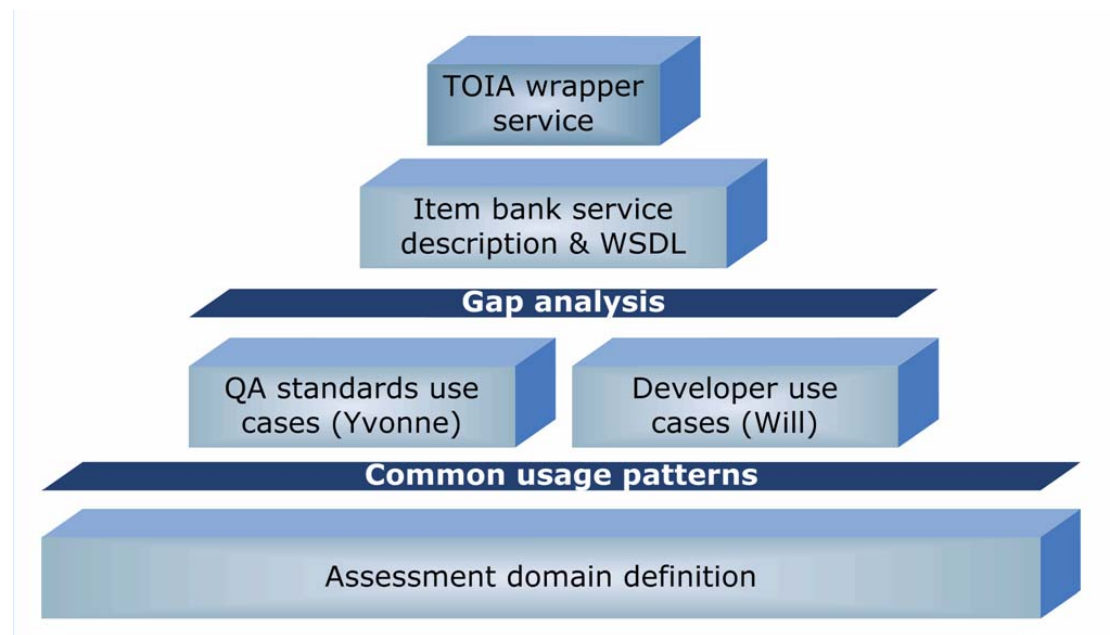 TOIA wrapper
service
Item bank service
description & WSDL
Gap analysis
QA standards use
cases (Yvonne)
Developer use
cases (Will)
Common usage patterns
Assessment domain definition